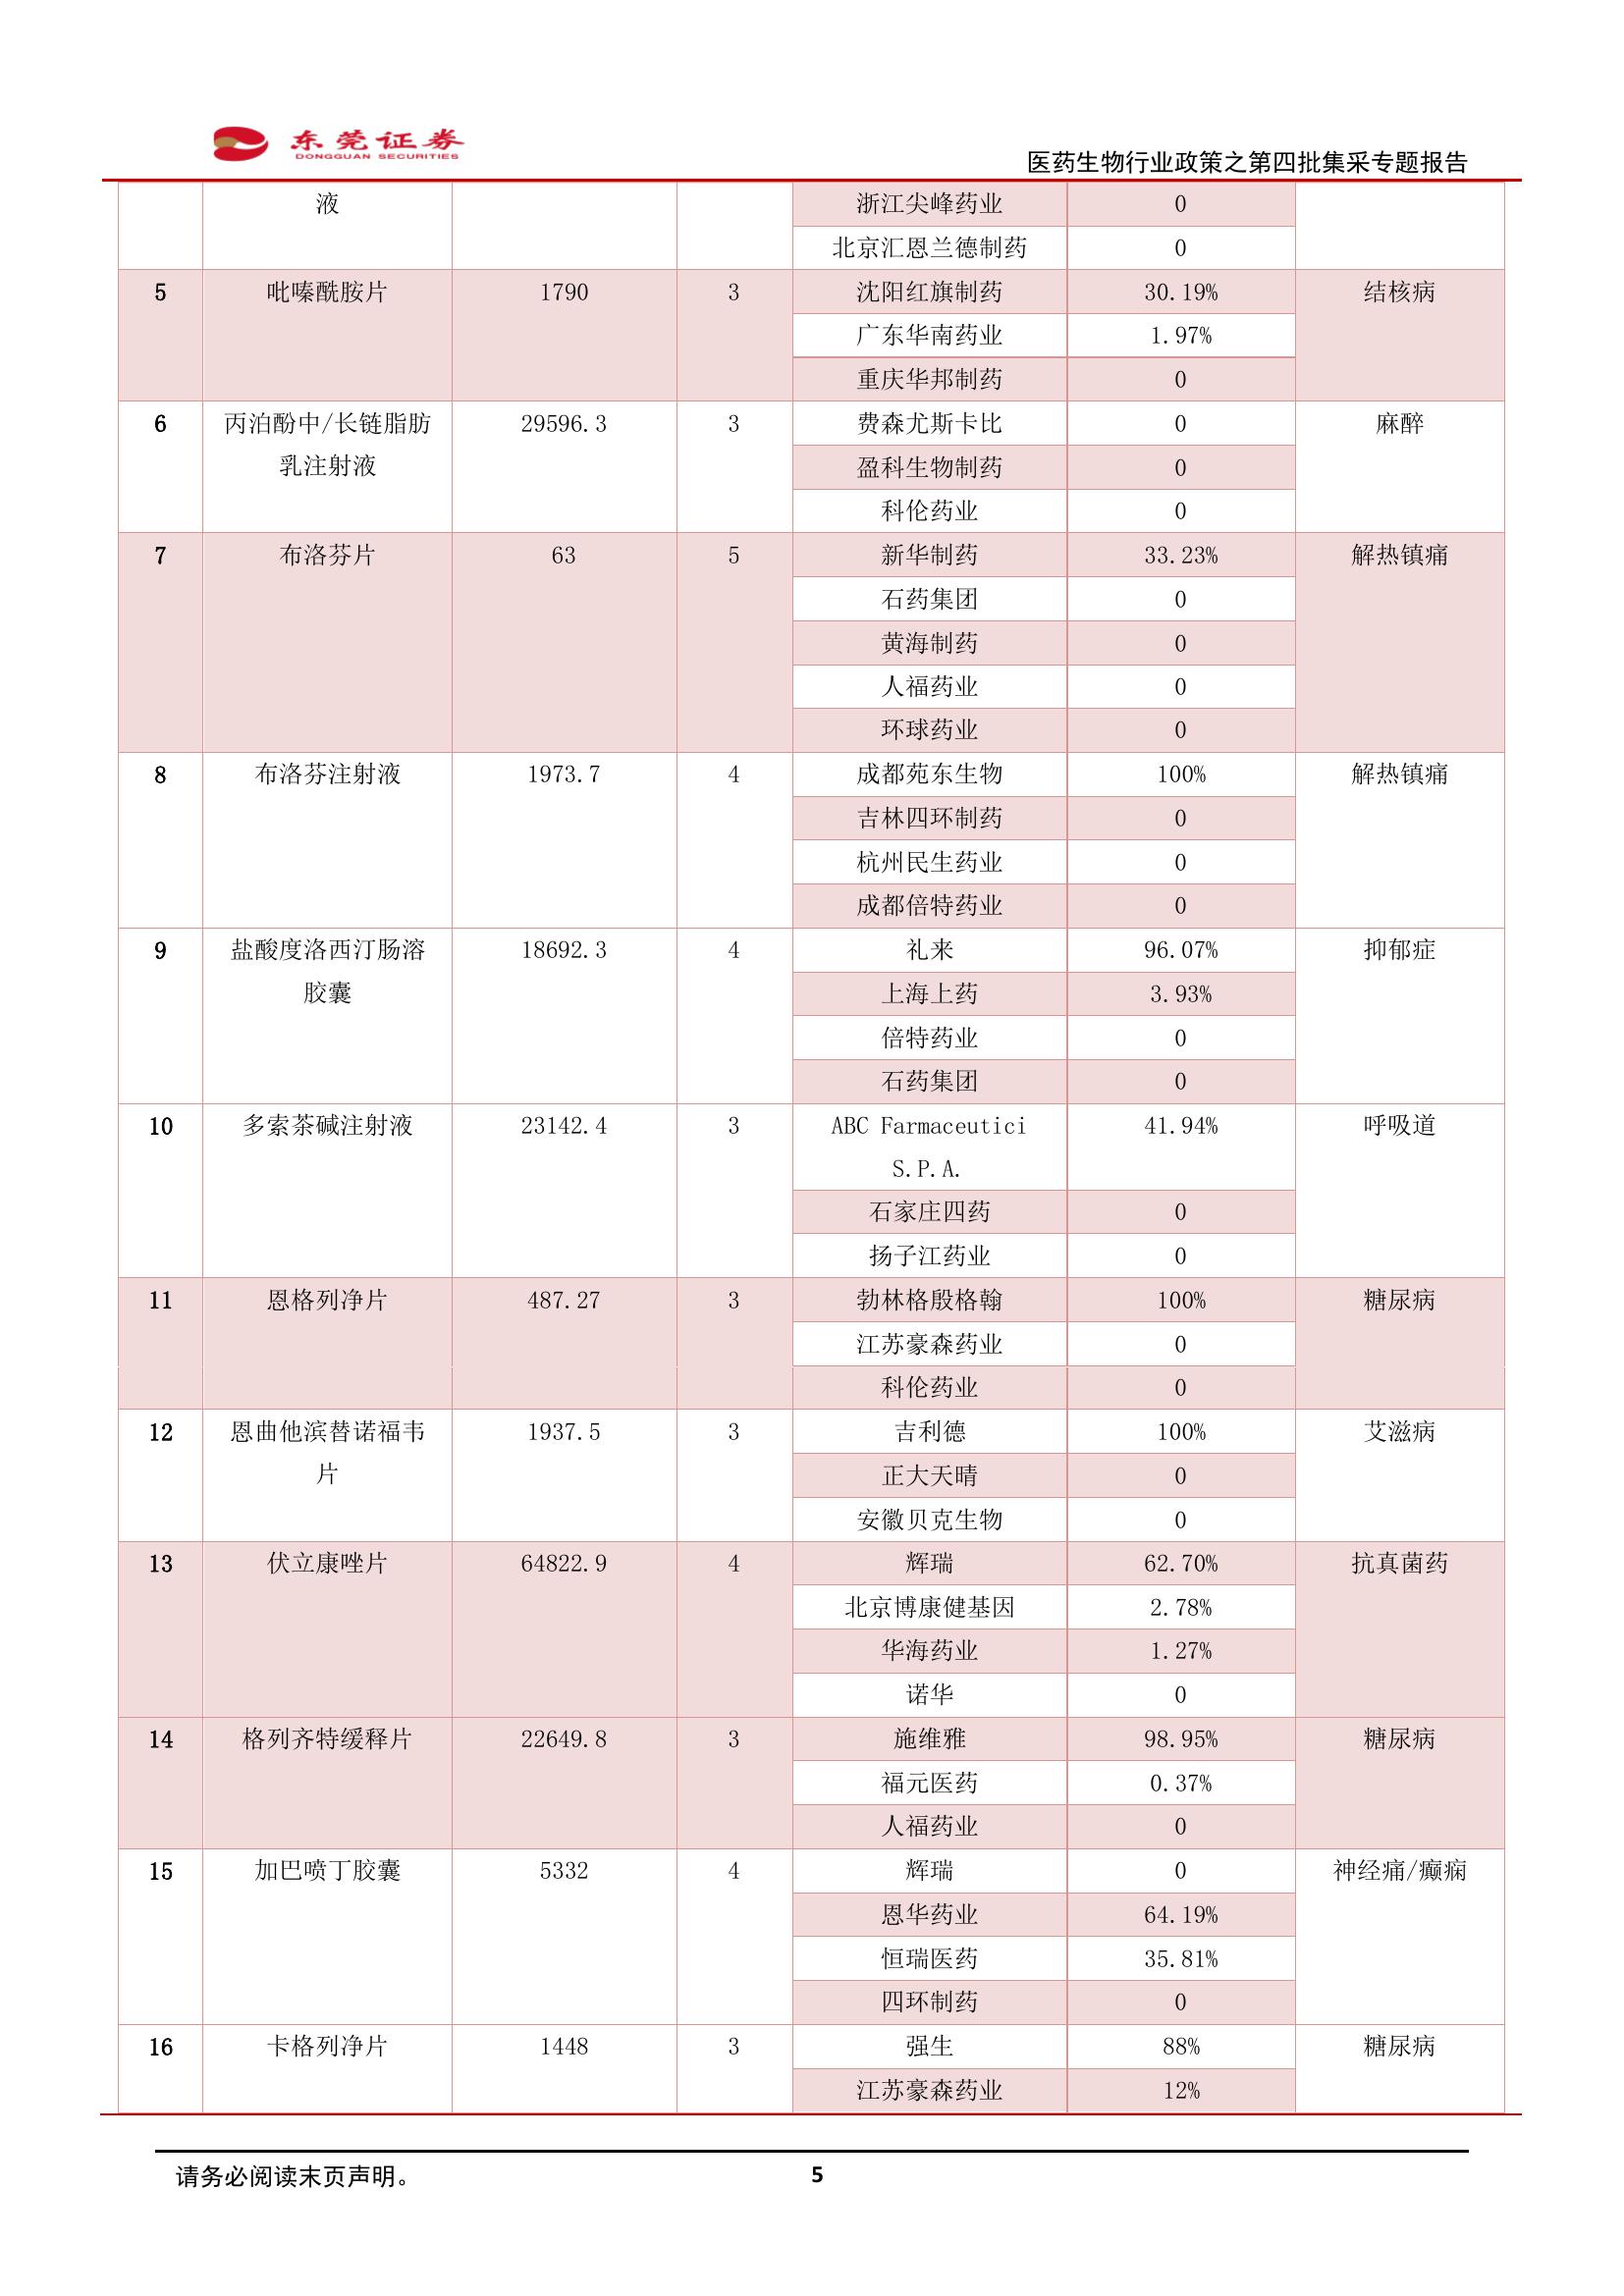 东莞证券
DONGGUAN SECURITIES
医药生物行业政策之第四批集采专题报告
液 浙江尖峰药业 0
北京汇恩兰德制药 0
5 吡嗪酰胺片 1790 3 沈阳红旗制药 30.19% 结核病
广东华南药业 1.97%
重庆华邦制药 0
6 丙泊酚中/长链脂肪 29596.3 3 费森尤斯卡比 0 麻醉
乳注射液 盈科生物制药 0
科伦药业 0
7 布洛芬片 63 5 新华制药 33.23% 解热镇痛
石药集团 0
黄海制药 0
人福药业 0
环球药业 0
8 布洛芬注射液 1973.7 4 成都苑东生物 100% 解热镇痛
吉林四环制药 0
杭州民生药业 0
成都倍特药业 0
9 盐酸度洛西汀肠溶 18692.3 4 礼来 96.07% 抑郁症
胶囊 上海上药 3.93%
倍特药业 0
石药集团 0
10 多索茶碱注射液 23142.4 3 ABC Farmaceutici 41.94% 呼吸道
S.P.A.
石家庄四药 0
扬子江药业 0
11 恩格列净片 487.27 3 勃林格殷格翰 100% 糖尿病
江苏豪森药业 0
科伦药业 0
12 恩曲他滨替诺福韦 1937.5 3 吉利德 100% 艾滋病
片 正大天晴 0
安徽贝克生物 0
13 伏立康唑片 64822.9 4 辉瑞 62.70% 抗真菌药
北京博康健基因 2.78%
华海药业 1.27%
诺华 0
14 格列齐特缓释片 22649.8 3 施维雅 98.95% 糖尿病
福元医药 0.37%
人福药业 0
15 加巴喷丁胶囊 5332 4 辉瑞 0 神经痛/癫痫
恩华药业 64.19%
恒瑞医药 35.81%
四环制药 0
16 卡格列净片 1448 3 强生 88% 糖尿病
江苏豪森药业 12%
请务必阅读末页声明。 5